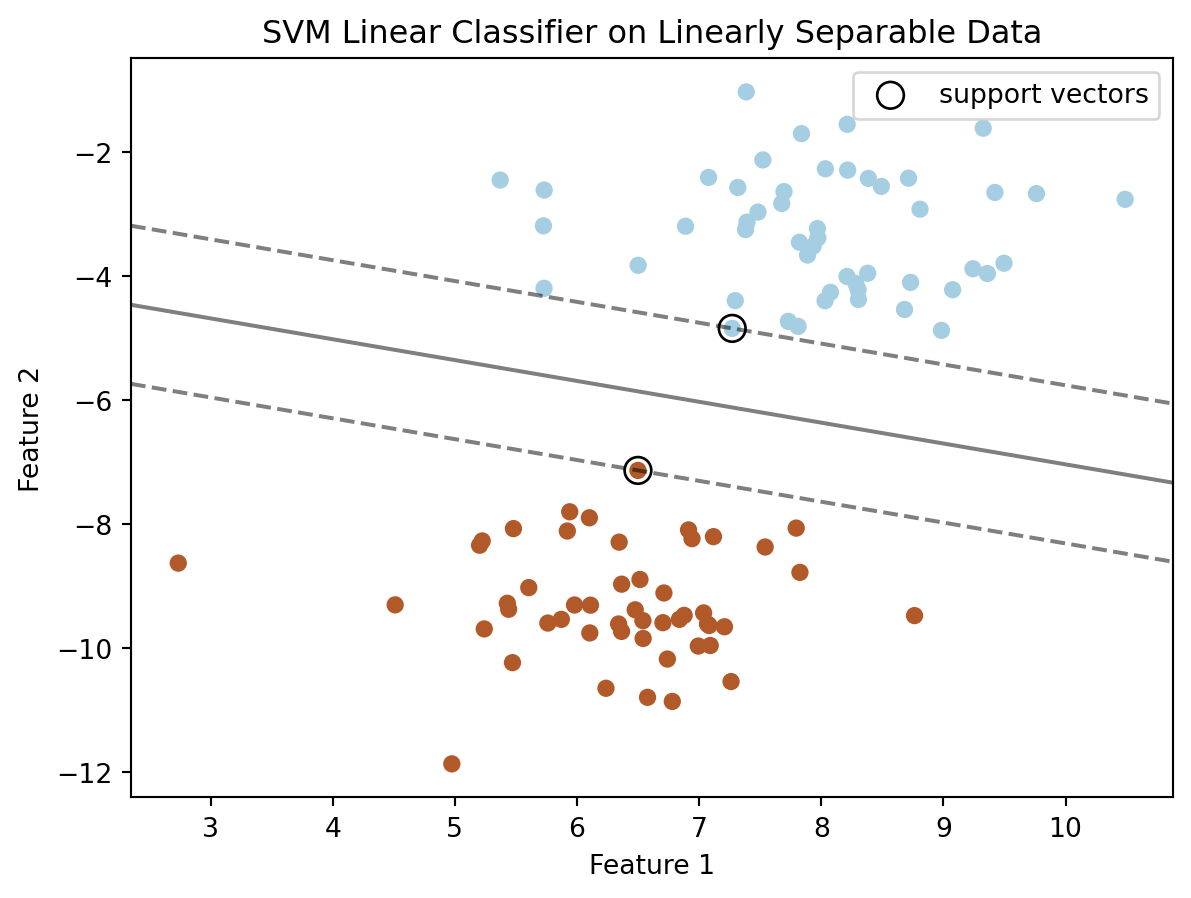 SVM Linear Classifier on Linearly Separable Data
support vectors
−2
−4
−6
−8
−10
−12
Feature 2
3 4 5 6 7 8 9 10
Feature 1